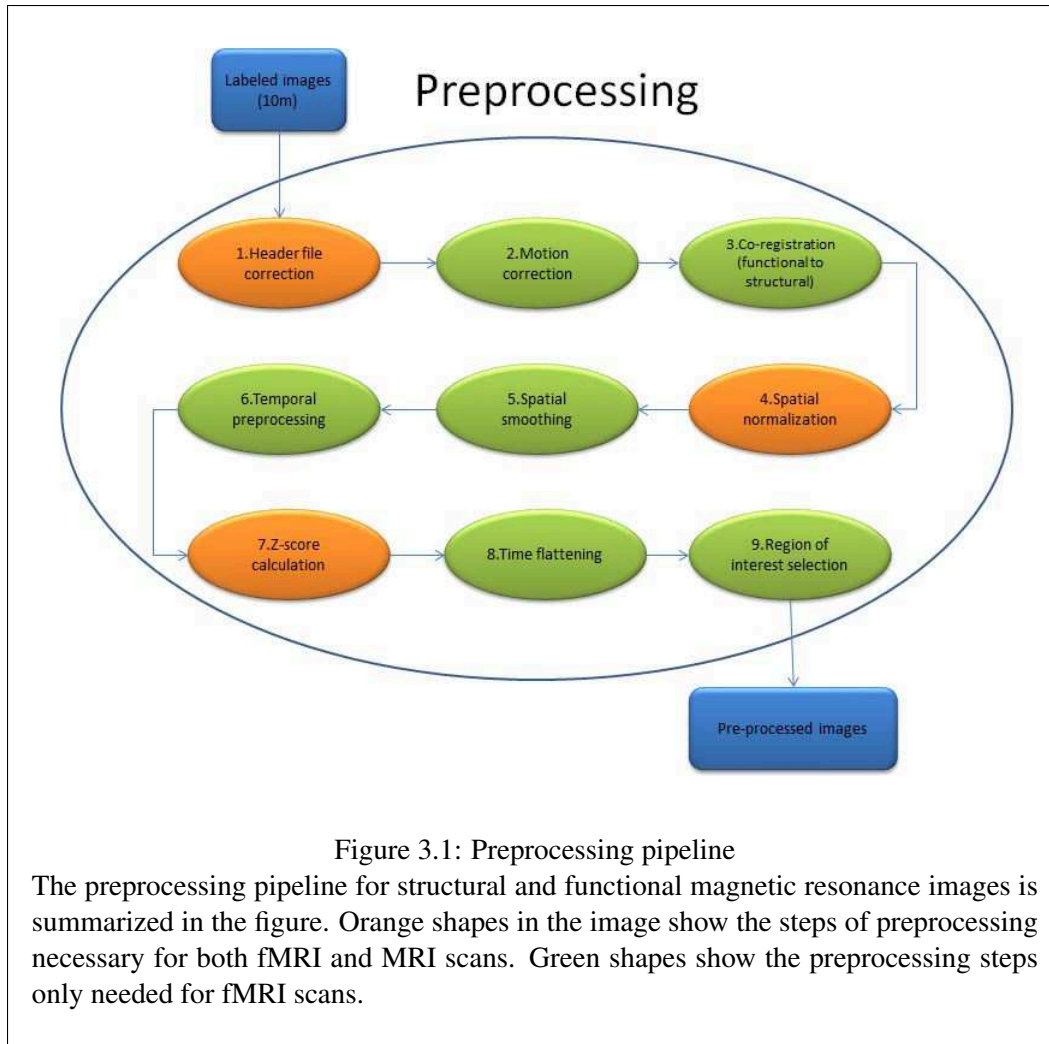 Labeled images
(10m)
Preprocessing
1.Header file
correction
2.Motion
correction
3.Co-registration
(functional to
structural)
4.Spatial
normalization
5.Spatial
smoothing
6.Temporal
preprocessing
7.Z-score
calculation
8.Time flattening
9.Region of
interest selection
Pre-processed images
Figure 3.1: Preprocessing pipeline
The preprocessing pipeline for structural and functional magnetic resonance images is
summarized in the figure. Orange shapes in the image show the steps of preprocessing
necessary for both fMRI and MRI scans. Green shapes show the preprocessing steps
only needed for fMRI scans.